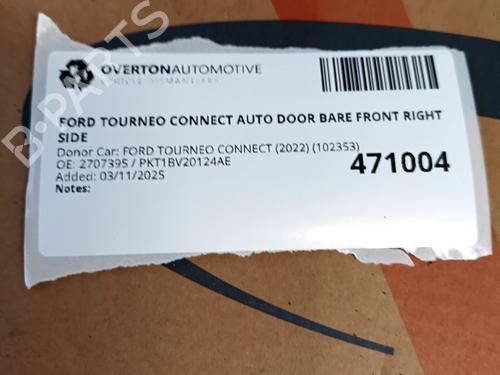 OVERTONAUTOMOTIVE
VEHICLE DISMANTLERS
FORD TOURNEO CONNECT AUTO DOOR BARE FRONT RIGHT
SIDE
Donor Car: FORD TOURNEO CONNECT (2022) (102353)
OE: 2707395 / PKT1BV20124AE
Added: 03/11/2025
Notes:
471004
B-PARTS